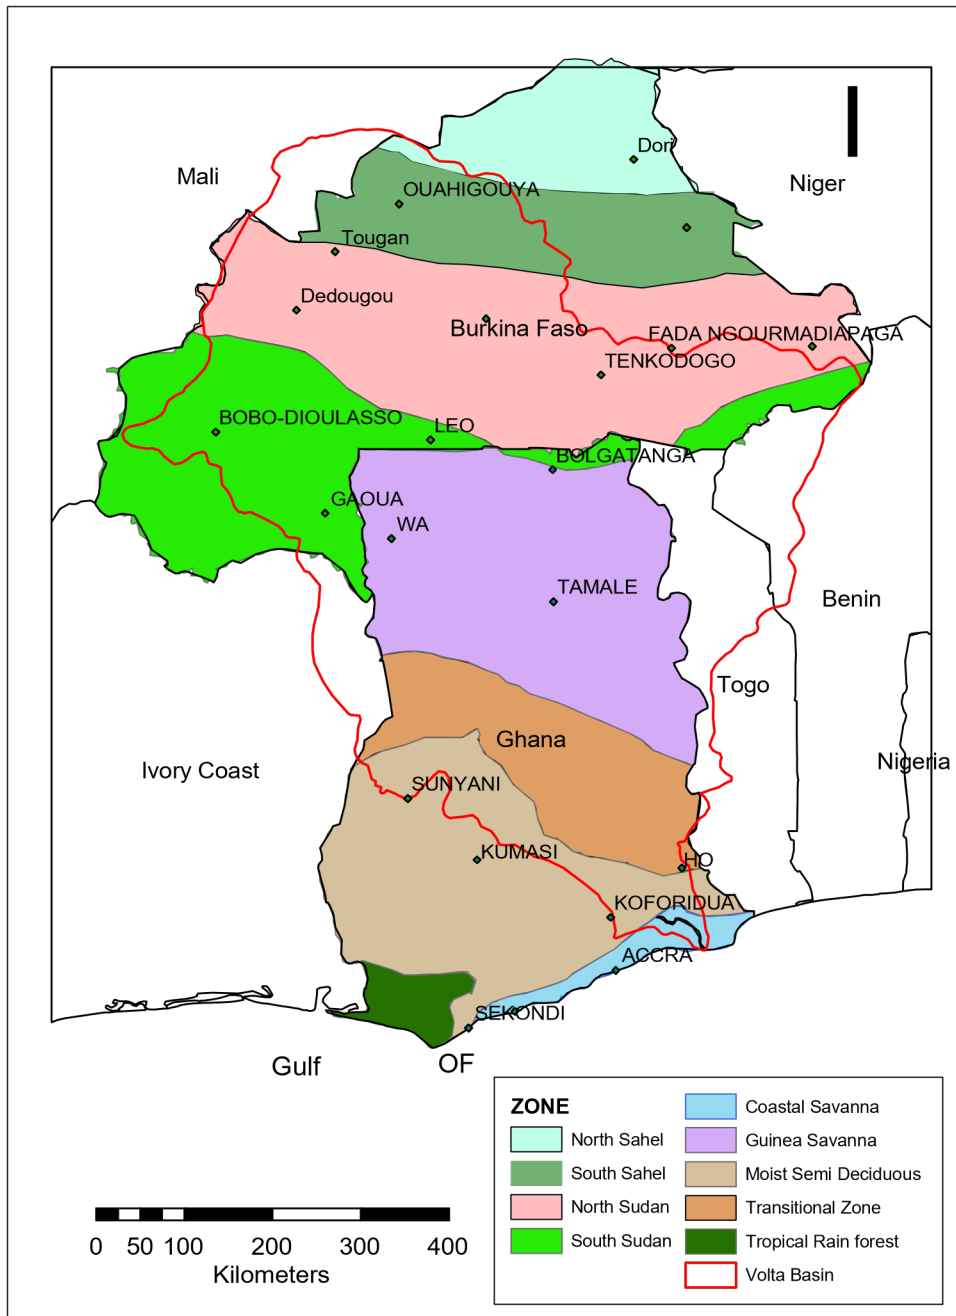 Dori
Mali
Niger
OUAHIGOUYA
Tougan
Dedougou
Burkina Faso
FADA NGOURMADIAPAGA
TENKODOGO
BOBO-DIOULASSO
LEO
BOLGATANGA
GAOUA
WA
TAMALE
Benin
Togo
Ghana
Nigeria
Ivory Coast
SUNYANI
KUMASI
HO
KOFORIDUA
ACCRA
SEKONDI
Gulf OF
ZONE
North Sahel
South Sahel
North Sudan
South Sudan
Coastal Savanna
Guinea Savanna
Moist Semi Deciduous
Transitional Zone
Tropical Rain forest
Volta Basin
0 50 100 200 300 400
Kilometers